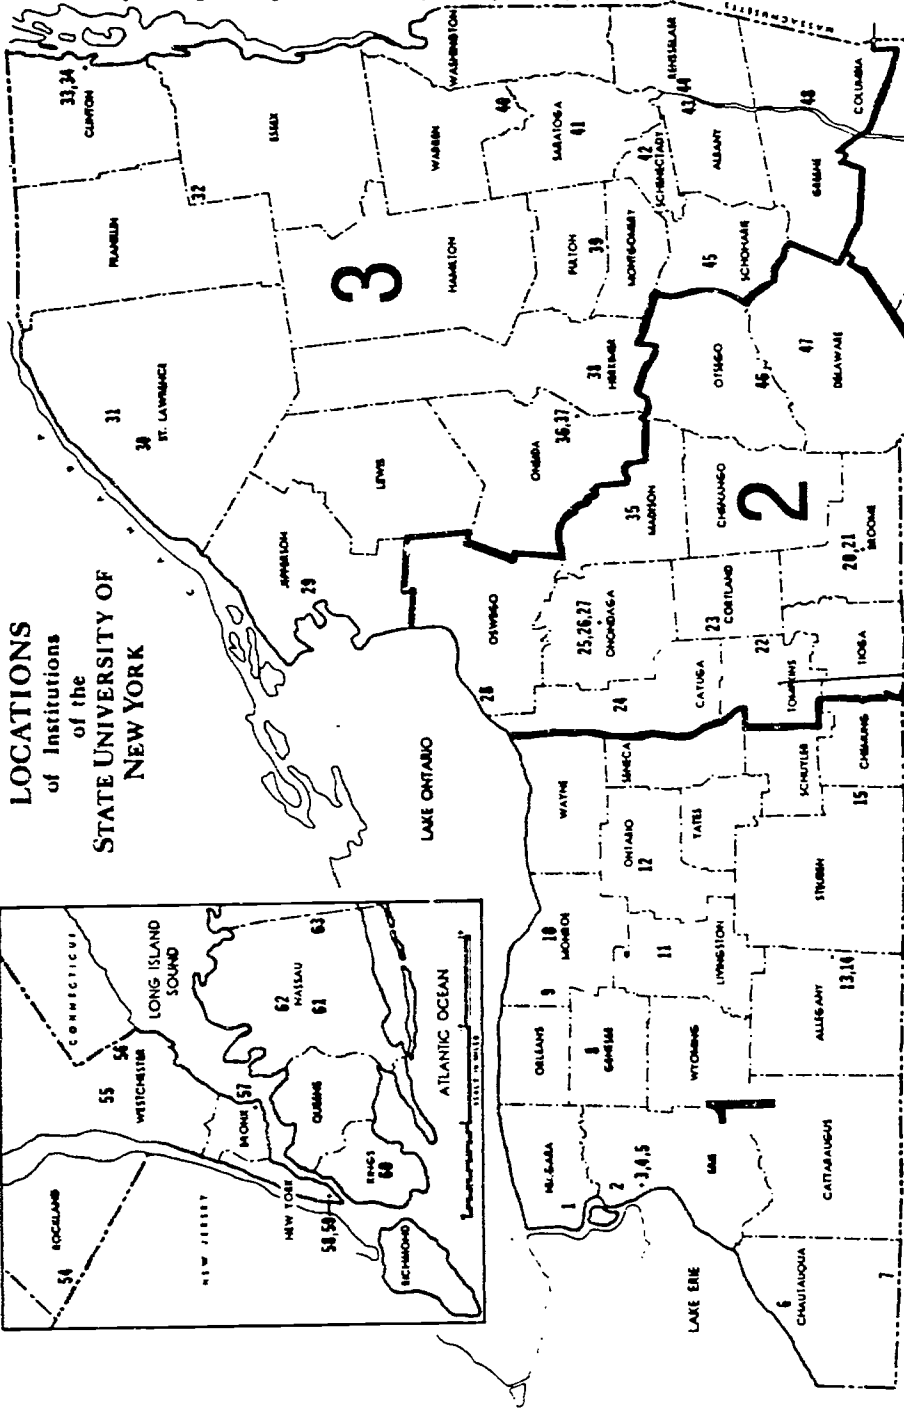 LOCATIONS
of Institutions
of the
STATE UNIVERSITY OF
NEW YORK
CONNECTICUT
LONG ISLAND
SOUND
ROCKLAND
54
55
56
WESTCHESTER
NEW JERSEY
BRONX
57
NEW YORK
58,59
QUEENS
KINGS
60
RICHMOND
62
NASSAU
61
63
ATLANTIC OCEAN
SCALE IN MILES
LAKE ONTARIO
LAKE ERIE
MASSACHUSETTS
33,34
CLINTON
FRANKLIN
32
ESSEX
31
30
ST. LAWRENCE
JEFFERSON
29
LEWIS
3
HAMILTON
WARREN
WASHINGTON
40
SARATOGA
41
FULTON
39
MONTGOMERY
42
SCHENECTADY
RENSSELAER
44
43
ALBANY
38
HERKIMER
ONEIDA
36,37
45
SCHOHARIE
GREENE
48
COLUMBIA
OSWEGO
28
25,26,27
ONONDAGA
35
MADISON
24
CAYUGA
23
CORTLAND
CHENANGO
2
OTSEGO
46
47
DELAWARE
22
TOMPKINS
TIOGA
20,21
BROOME
WAYNE
SENECA
ONTARIO
12
YATES
SCHUYLER
15
CHEMUNG
STEUBEN
10
MONROE
9
11
LIVINGSTON
ORLEANS
8
GENESEE
WYOMING
ALLEGANY
13,14
NIAGARA
1
2
3,4,5
ERIE
1
CATTARAUGUS
6
CHAUTAUQUA
7